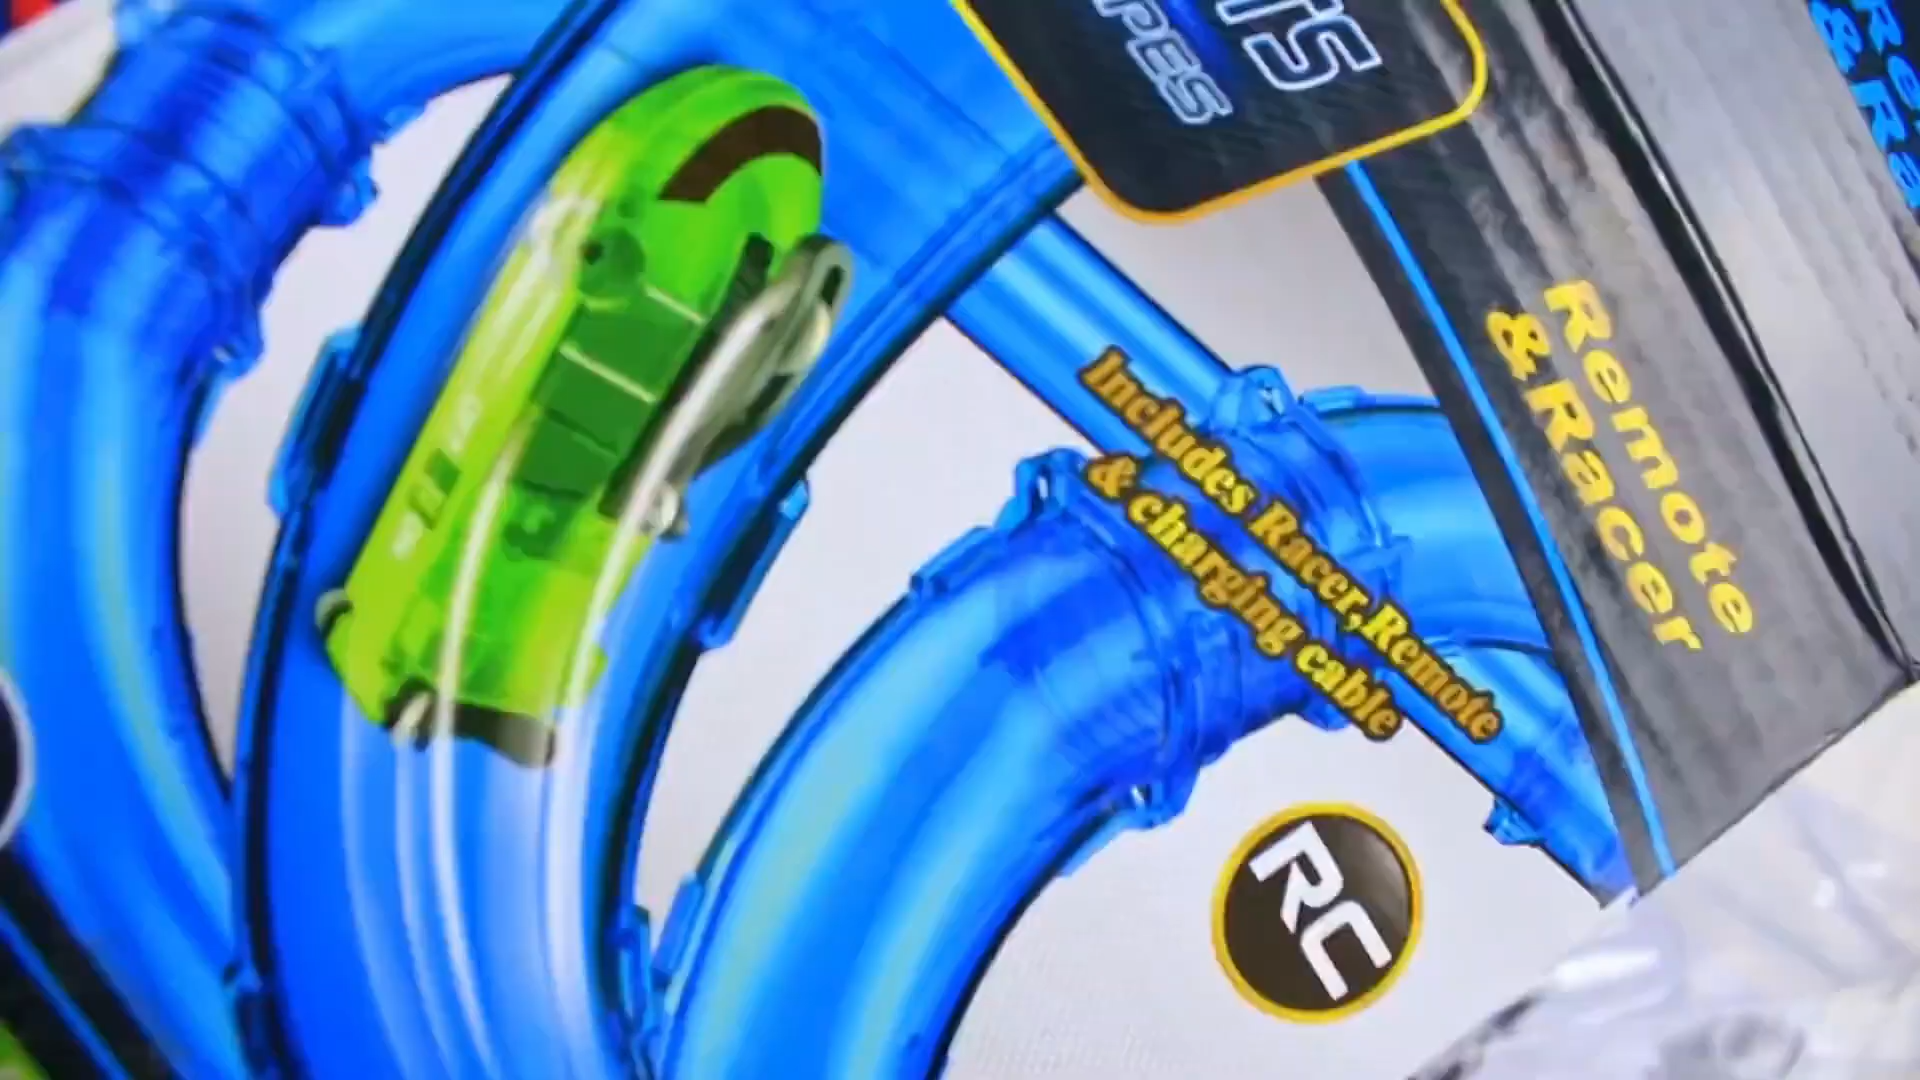 Remote
& Racer
Includes Racer, Remote
& charging cable
RC